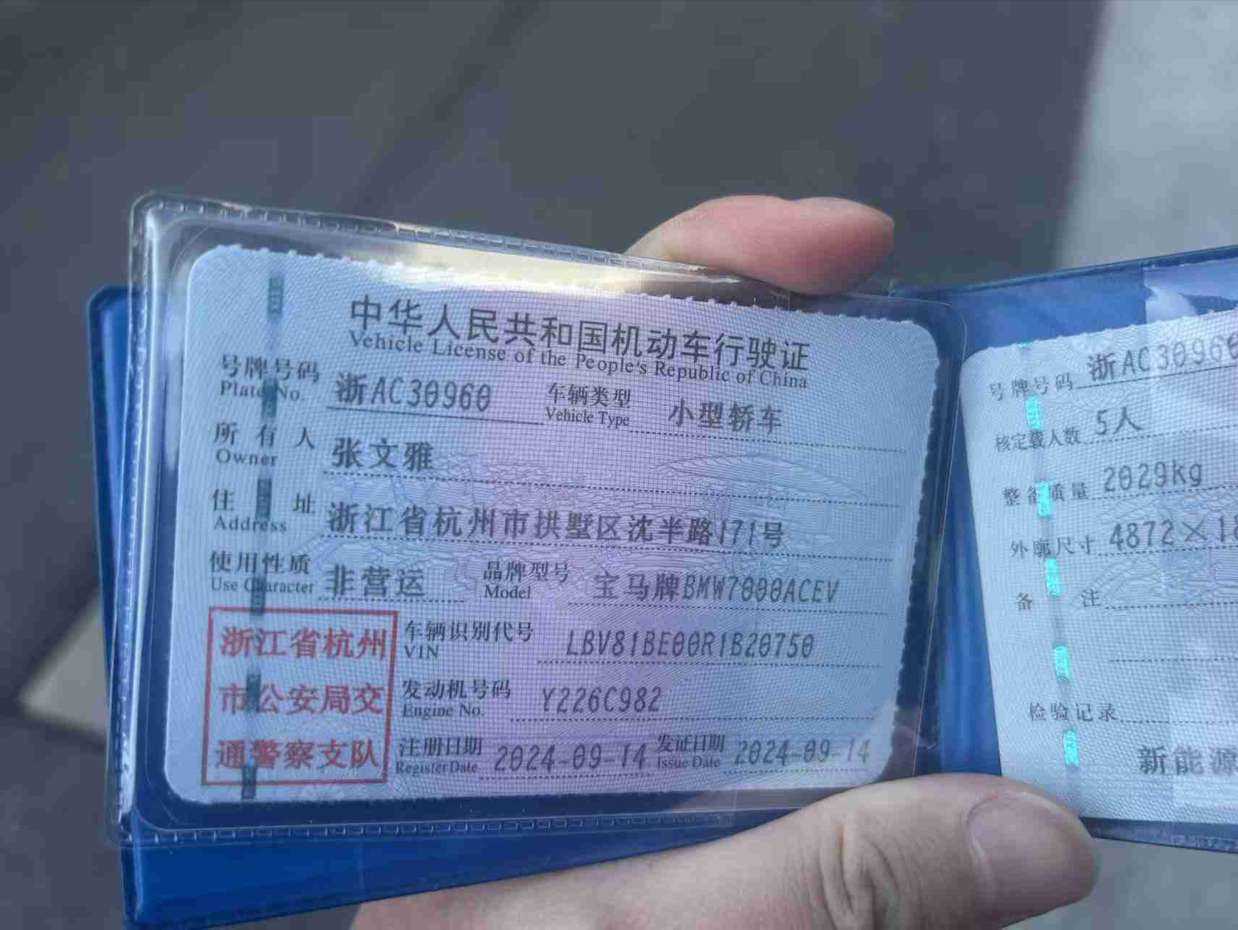 中华人民共和国机动车行驶证
Vehicle License of the People's Republic of China
号牌号码 浙AC30960 车辆类型 小型轿车
Plate No. Vehicle Type
所有人 张文雅
Owner
住址 浙江省杭州市拱墅区沈半路171号
Address
使用性质 非营运 品牌型号 宝马牌BMW7000ACEV
Use Character Model
浙江省杭州
市公安局交
通警察支队
车辆识别代号 LBV81BE00R1B20750
VIN
发动机号码 Y226C982
Engine No.
注册日期 2024-09-14 发证日期 2024-09-14
Register Date Issue Date
号牌号码 浙AC30960
核定载人数 5人
整备质量 2029kg
外廓尺寸 4872×18
备注
检验记录
新能源